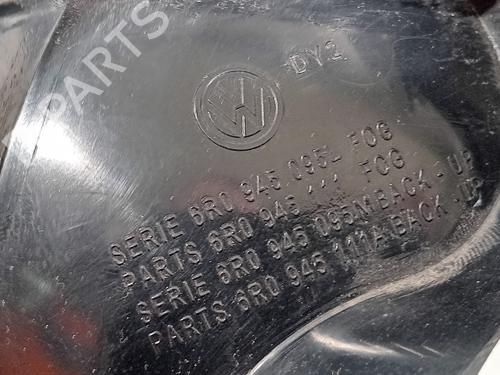 PARTS
DY2
SERIE 6R0 945 095L FOG
PARTS 6R0 945 ,,, FOG
SERIE 6R0 945 095M BACK - UP
PARTS 6R0 945 111A BACK - UP
B-PARTS